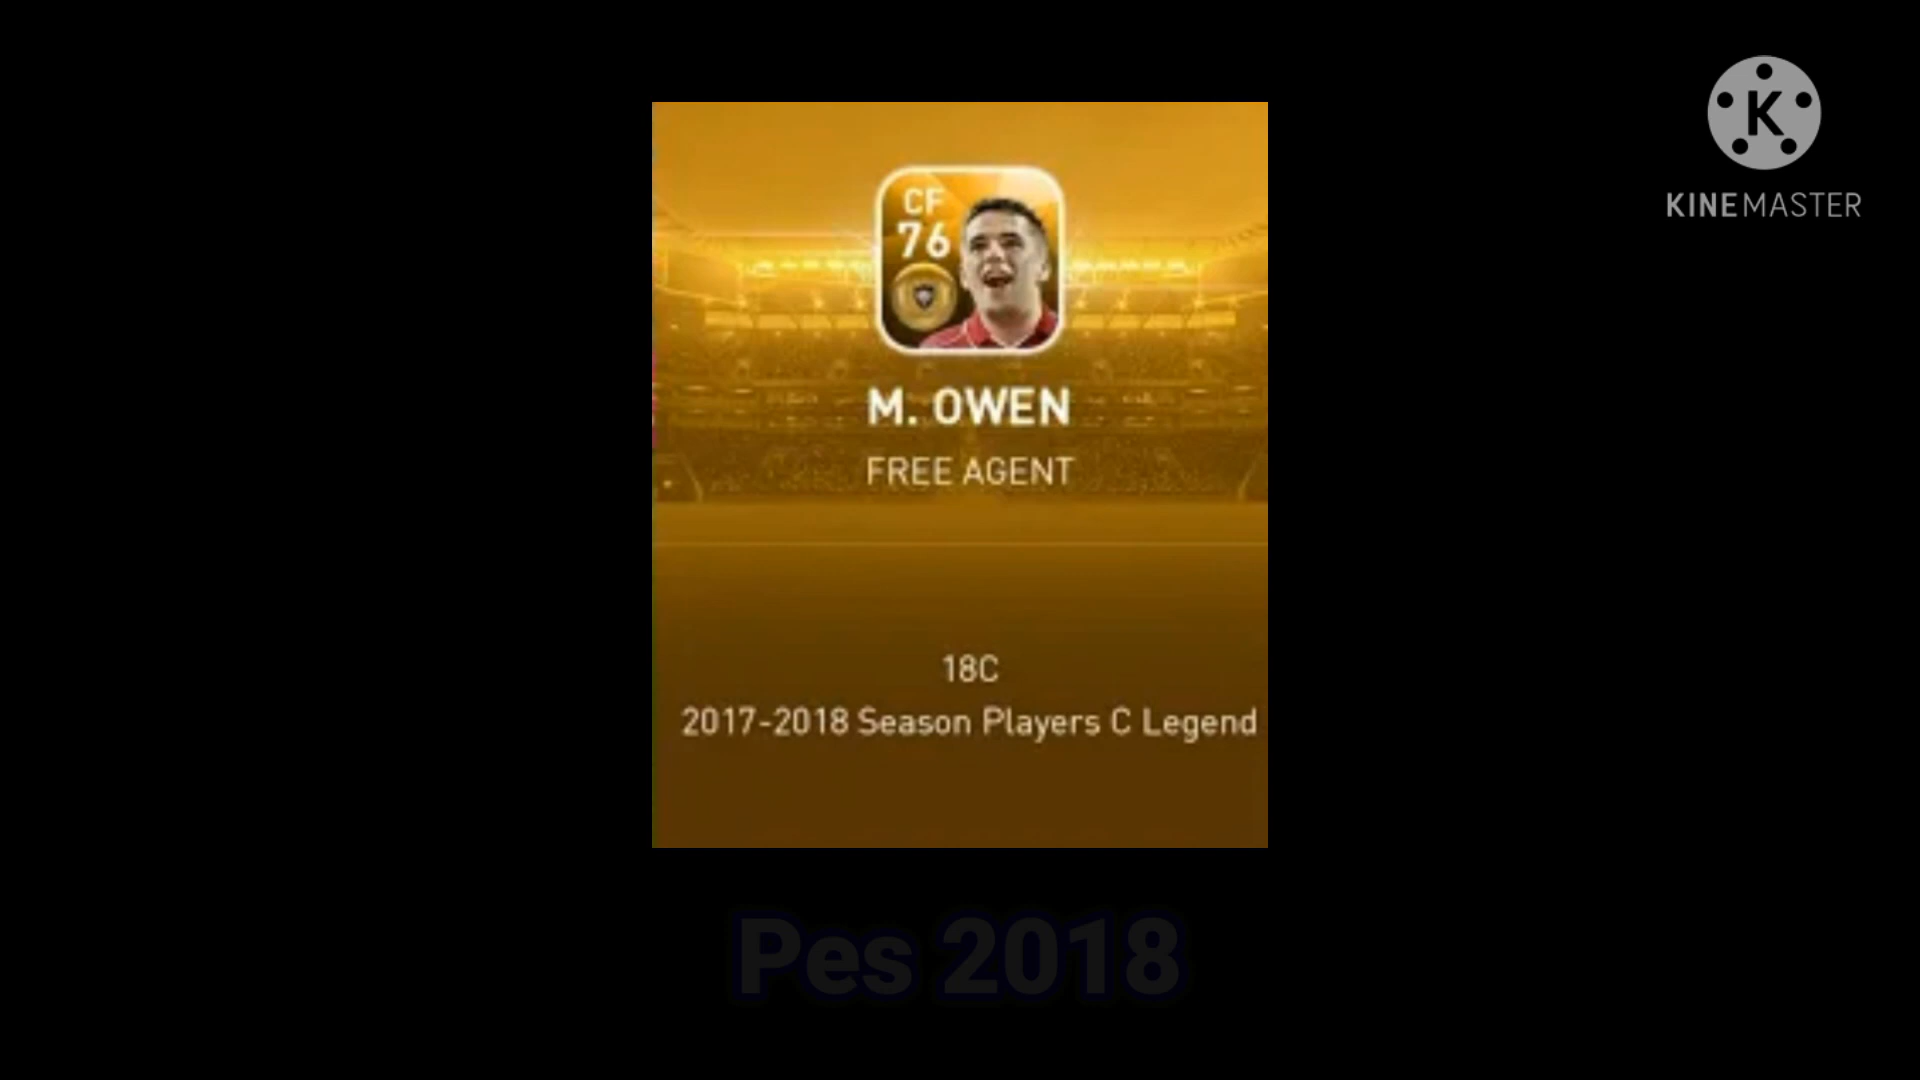 K
KINEMASTER
CF
76
M. OWEN
FREE AGENT
18C
2017-2018 Season Players C Legend
Pes 2018